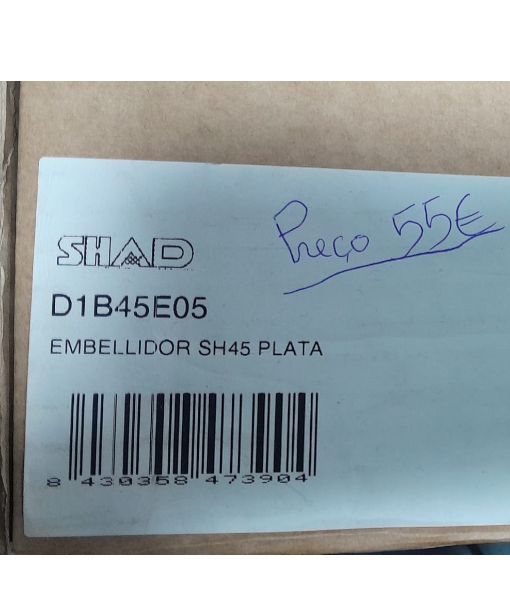 Preço 55€
SHAD
D1B45E05
EMBELLIDOR SH45 PLATA
8 430358 473904